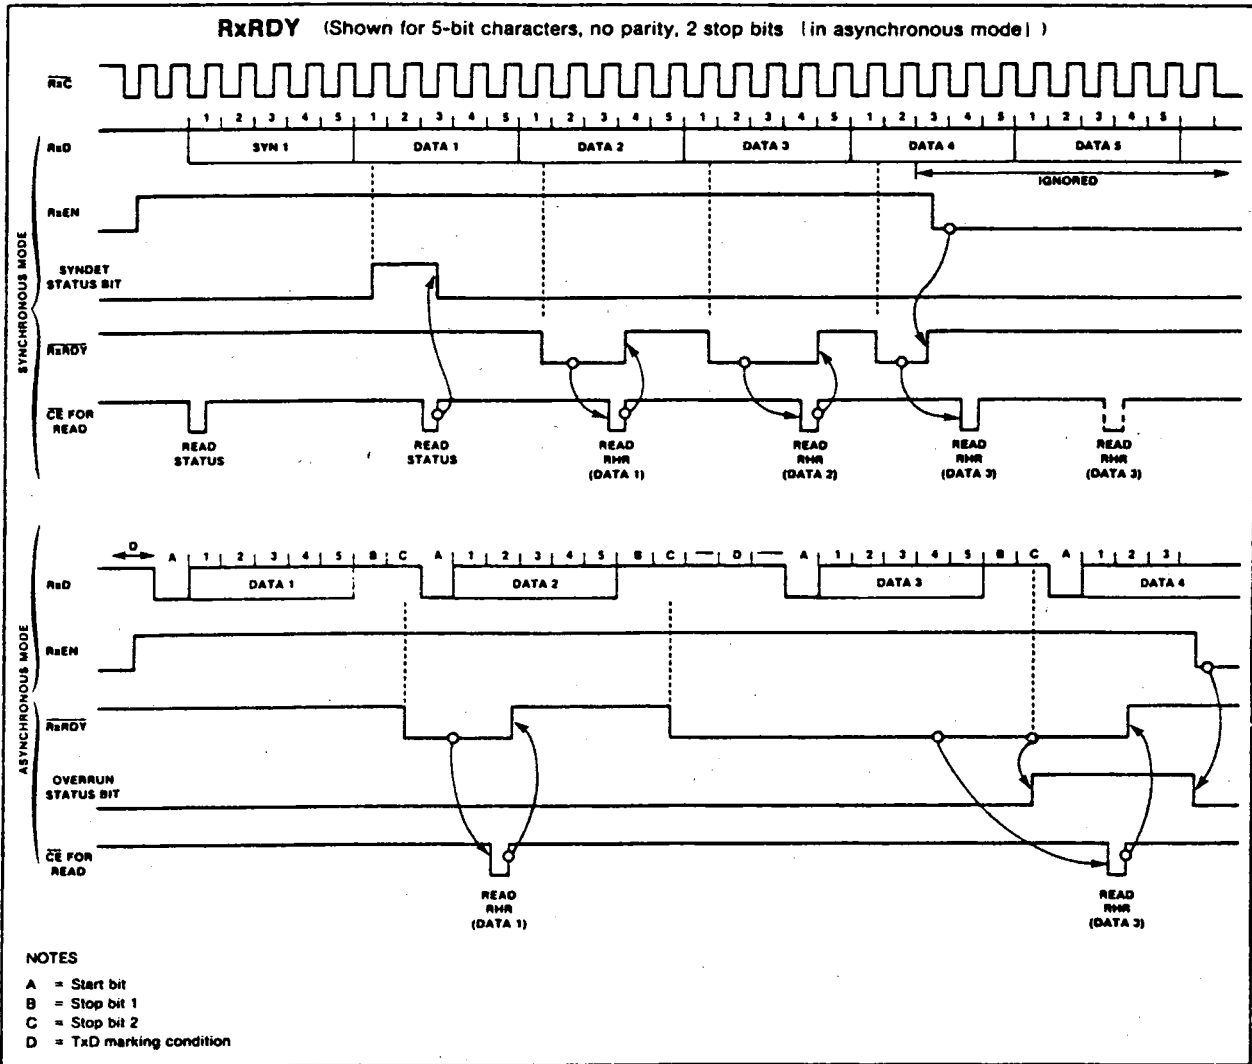 RxRDY (Shown for 5-bit characters, no parity, 2 stop bits [in asynchronous mode] )
RxC
1 2 3 4 5 1 2 3 4 5 1 2 3 4 5 1 2 3 4 5 1 2 3 4 5 1 2 3 4 5
RxD
SYN 1 DATA 1 DATA 2 DATA 3 DATA 4 DATA 5
IGNORED
RxEN
SYNCHRONOUS MODE
SYNDET
STATUS BIT
RxRDY
CE FOR
READ
READ
STATUS
READ
STATUS
READ
RHR
(DATA 1)
READ
RHR
(DATA 2)
READ
RHR
(DATA 3)
READ
RHR
(DATA 3)
D A 1 2 3 4 5 B C A 1 2 3 4 5 B C D A 1 2 3 4 5 B C A 1 2 3
RxD
DATA 1 DATA 2 DATA 3 DATA 4
RxEN
ASYNCHRONOUS MODE
RxRDY
OVERRUN
STATUS BIT
CE FOR
READ
READ
RHR
(DATA 1)
READ
RHR
(DATA 3)
NOTES
A = Start bit
B = Stop bit 1
C = Stop bit 2
D = TxD marking condition